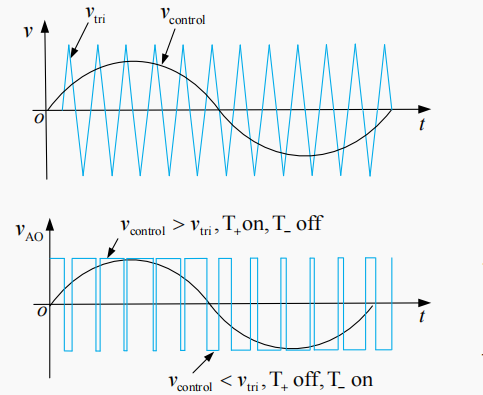 v_tri v_control
v
O t
v_AO
v_control > v_tri, T_+ on, T_– off
O t
v_control < v_tri, T_+ off, T_– on